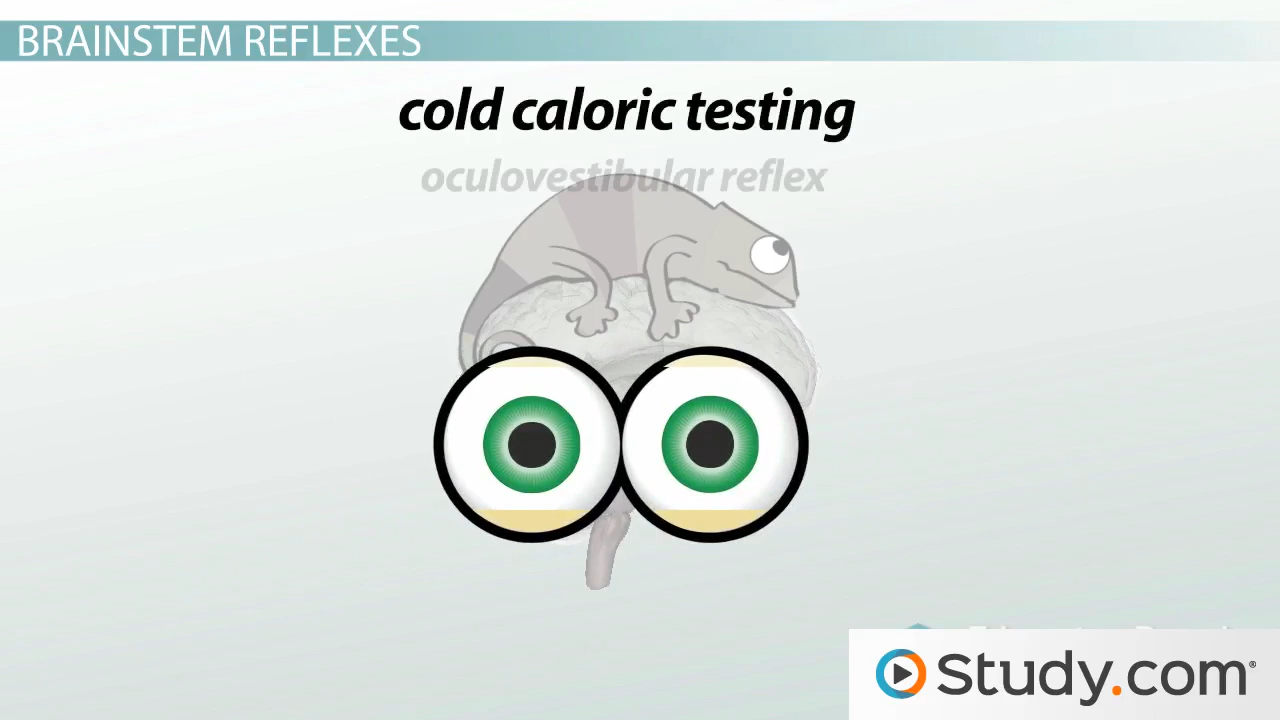 BRAINSTEM REFLEXES
cold caloric testing
oculovestibular reflex
Study.com®